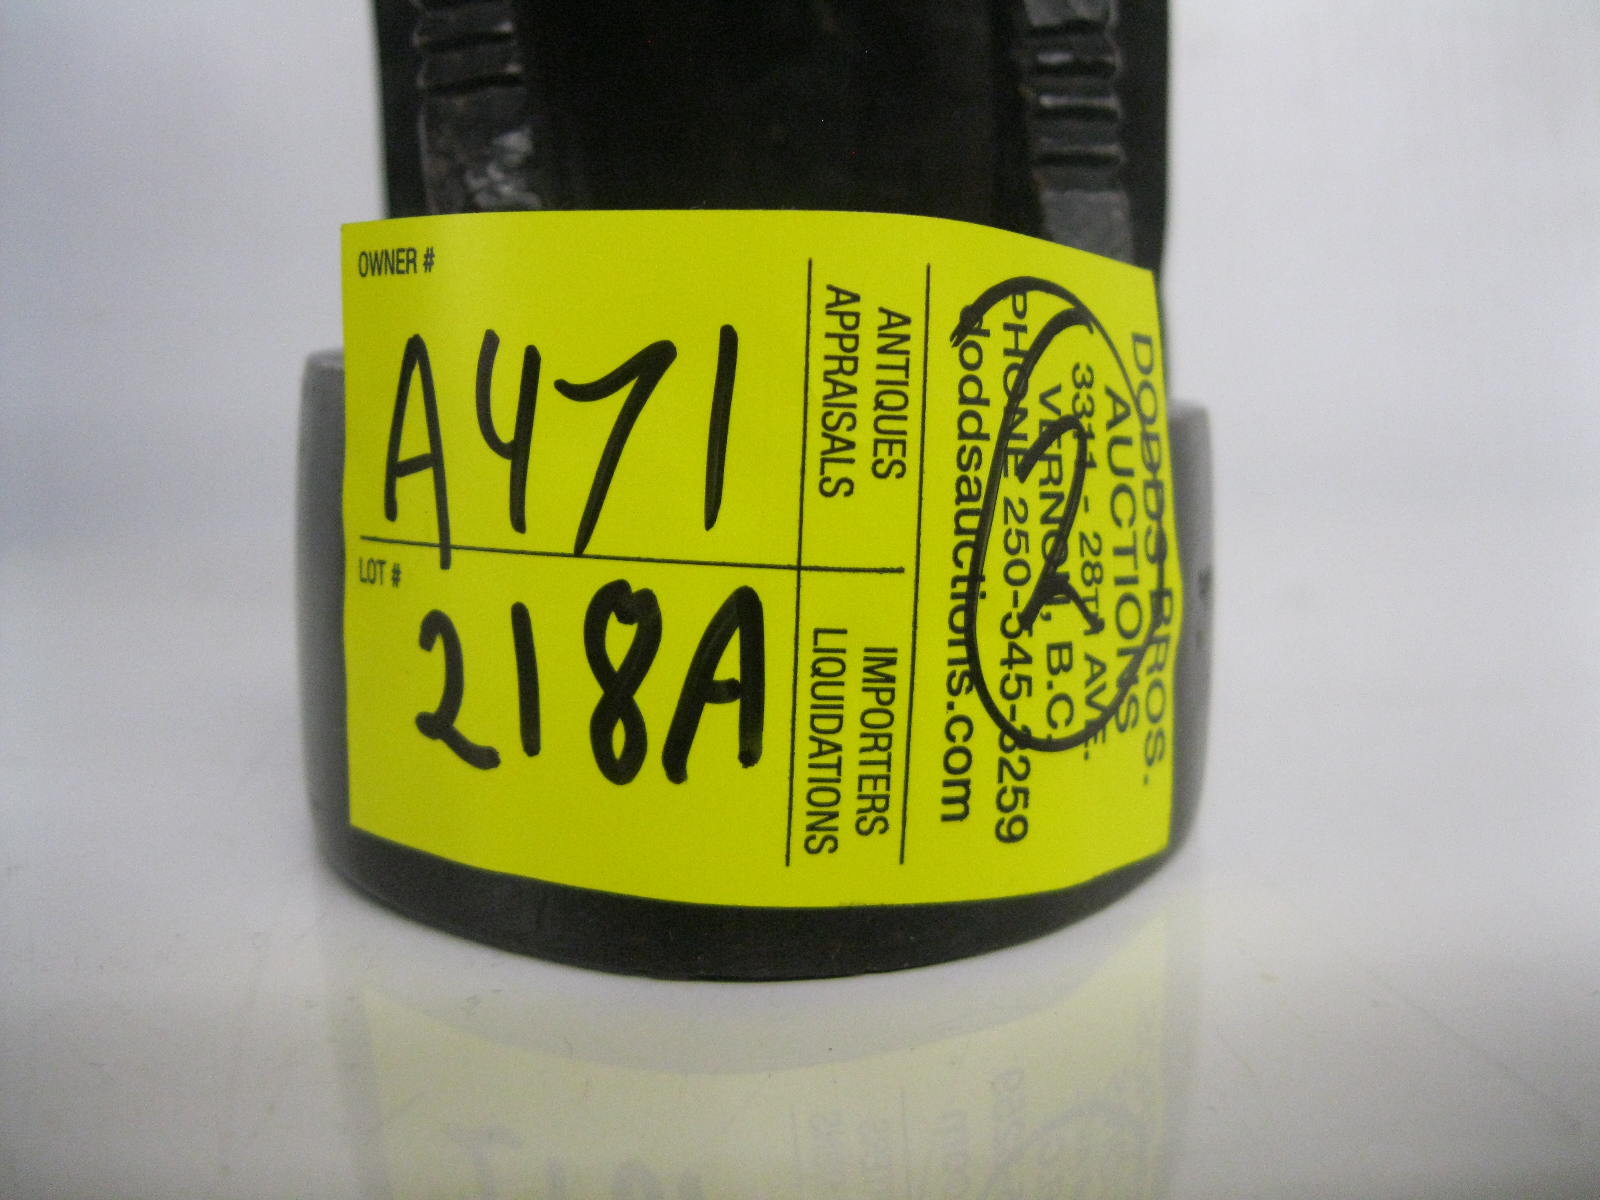 OWNER #
A471
LOT #
218A
ANTIQUES
APPRAISALS
IMPORTERS
LIQUIDATIONS
DODDS BROS.
AUCTIONS
3311 - 28TH AVE.
VERNON, B.C.
PHONE 250-545-3259
doddsauctions.com
2